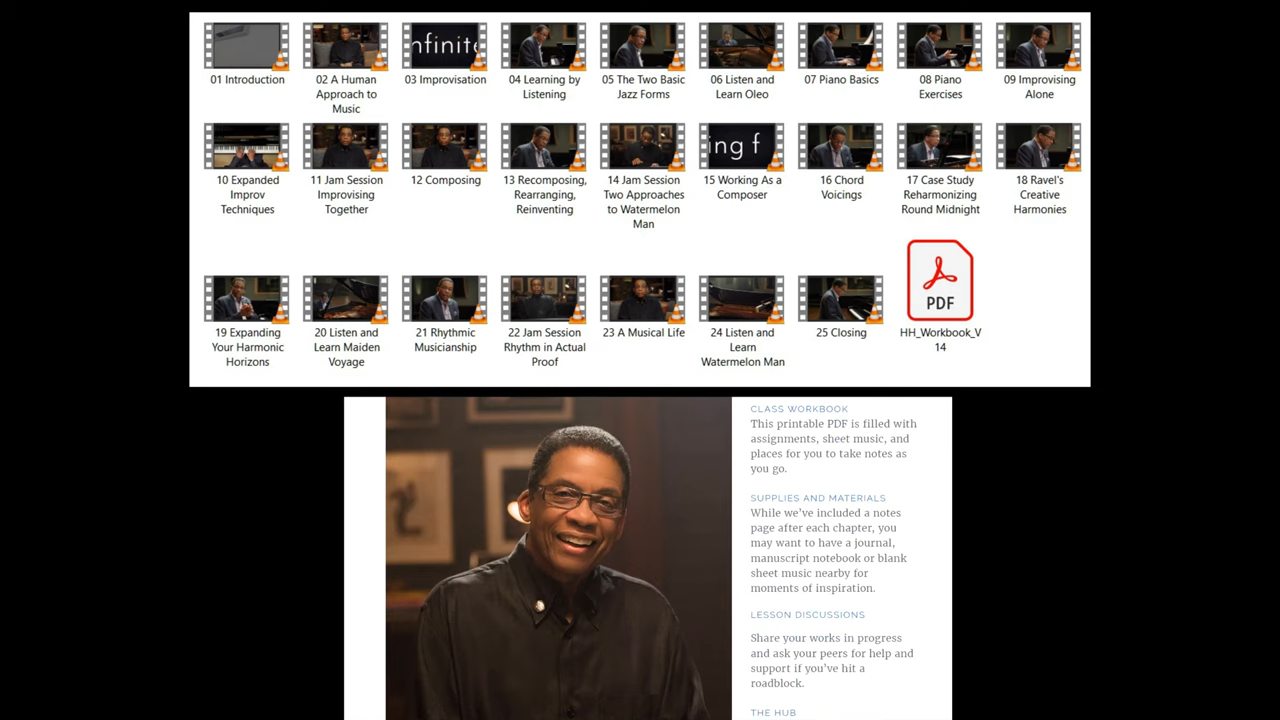 nfinite
01 Introduction
02 A Human
Approach to
Music
03 Improvisation
04 Learning by
Listening
05 The Two Basic
Jazz Forms
06 Listen and
Learn Oleo
07 Piano Basics
08 Piano
Exercises
09 Improvising
Alone
ing f
10 Expanded
Improv
Techniques
11 Jam Session
Improvising
Together
12 Composing
13 Recomposing,
Rearranging,
Reinventing
14 Jam Session
Two Approaches
to Watermelon
Man
15 Working As a
Composer
16 Chord
Voicings
17 Case Study
Reharmonizing
Round Midnight
18 Ravel's
Creative
Harmonies
PDF
19 Expanding
Your Harmonic
Horizons
20 Listen and
Learn Maiden
Voyage
21 Rhythmic
Musicianship
22 Jam Session
Rhythm in Actual
Proof
23 A Musical Life
24 Listen and
Learn
Watermelon Man
25 Closing
HH_Workbook_V
14
CLASS WORKBOOK
This printable PDF is filled with
assignments, sheet music, and
places for you to take notes as
you go.
SUPPLIES AND MATERIALS
While we've included a notes
page after each chapter, you
may want to have a journal,
manuscript notebook or blank
sheet music nearby for
moments of inspiration.
LESSON DISCUSSIONS
Share your works in progress
and ask your peers for help and
support if you've hit a
roadblock.
THE HUB